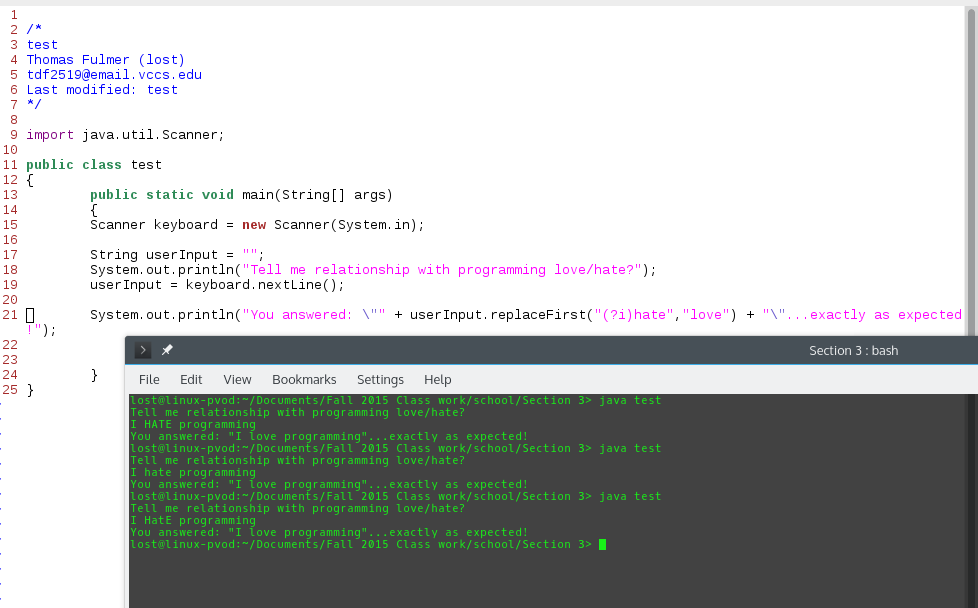 1
2 /*
3 test
4 Thomas Fulmer (lost)
5 tdf2519@email.vccs.edu
6 Last modified: test
7 */
8
9 import java.util.Scanner;
10
11 public class test
12 {
13 public static void main(String[] args)
14 {
15 Scanner keyboard = new Scanner(System.in);
16
17 String userInput = "";
18 System.out.println("Tell me relationship with programming love/hate?");
19 userInput = keyboard.nextLine();
20
21 System.out.println("You answered: \"" + userInput.replaceFirst("(?i)hate","love") + "\"...exactly as expected
!");
22
23
24 }
25 }
Section 3 : bash
File Edit View Bookmarks Settings Help
lost@linux-pvod:~/Documents/Fall 2015 Class work/school/Section 3> java test
Tell me relationship with programming love/hate?
I HATE programming
You answered: "I love programming"...exactly as expected!
lost@linux-pvod:~/Documents/Fall 2015 Class work/school/Section 3> java test
Tell me relationship with programming love/hate?
I hate programming
You answered: "I love programming"...exactly as expected!
lost@linux-pvod:~/Documents/Fall 2015 Class work/school/Section 3> java test
Tell me relationship with programming love/hate?
I HatE programming
You answered: "I love programming"...exactly as expected!
lost@linux-pvod:~/Documents/Fall 2015 Class work/school/Section 3>